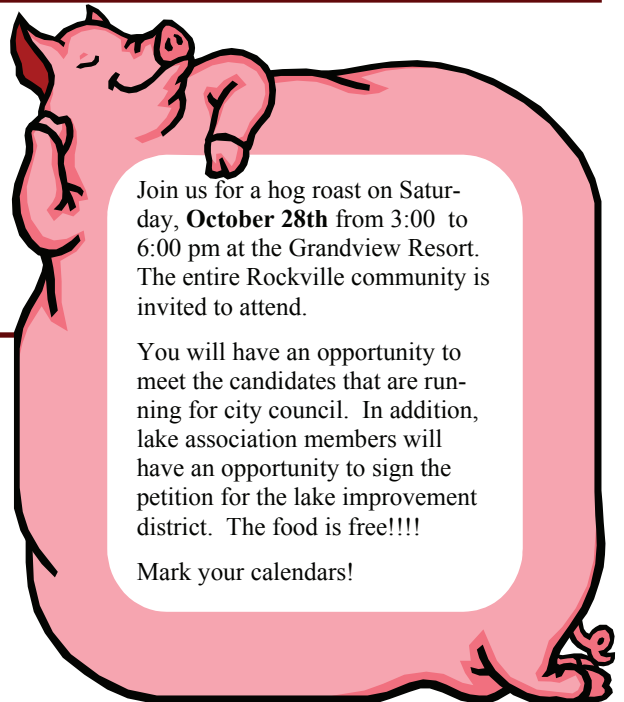 Join us for a hog roast on Satur-
day, October 28th from 3:00  to
6:00 pm at the Grandview Resort.
The entire Rockville community is
invited to attend.
You will have an opportunity to
meet the candidates that are run-
ning for city council.  In addition,
lake association members will
have an opportunity to sign the
petition for the lake improvement
district.  The food is free!!!!
Mark your calendars!